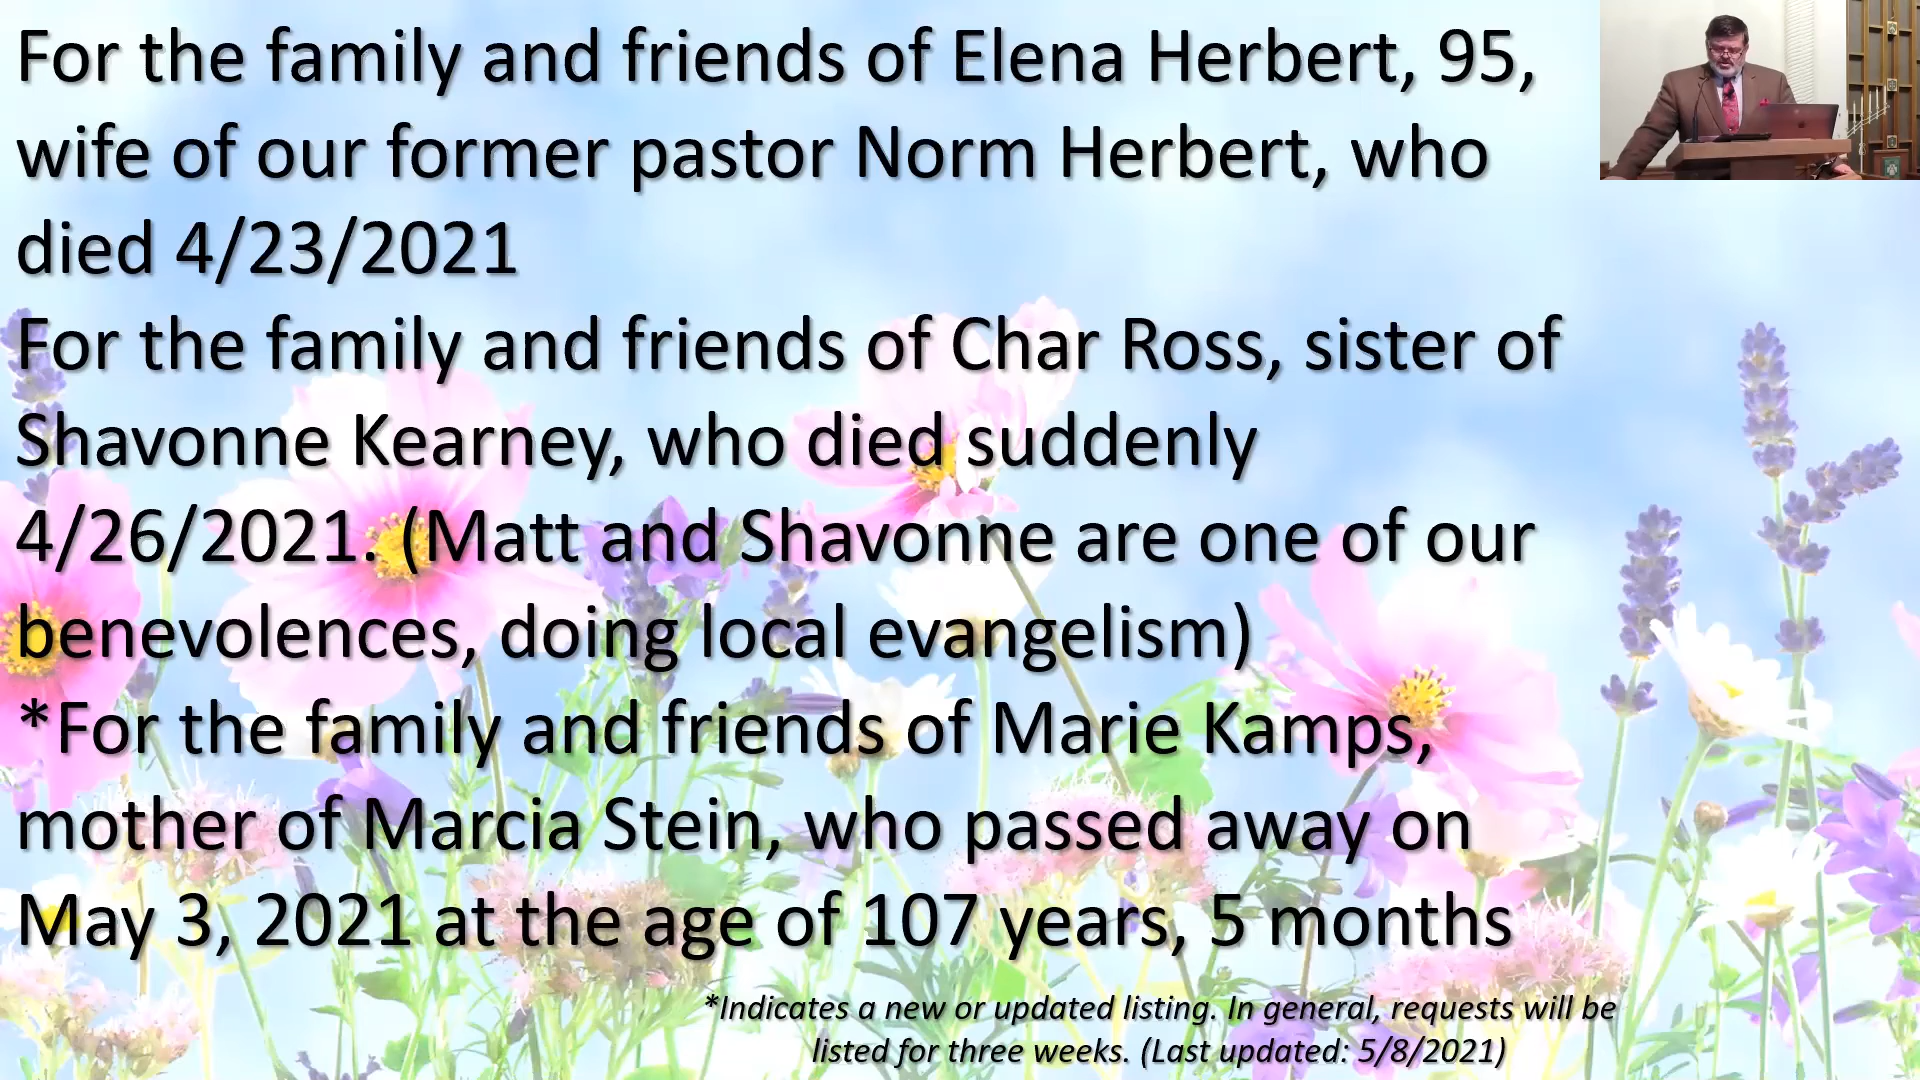 For the family and friends of Elena Herbert, 95,
wife of our former pastor Norm Herbert, who
died 4/23/2021
For the family and friends of Char Ross, sister of
Shavonne Kearney, who died suddenly
4/26/2021. (Matt and Shavonne are one of our
benevolences, doing local evangelism)
*For the family and friends of Marie Kamps,
mother of Marcia Stein, who passed away on
May 3, 2021 at the age of 107 years, 5 months
*Indicates a new or updated listing. In general, requests will be
listed for three weeks. (Last updated: 5/8/2021)